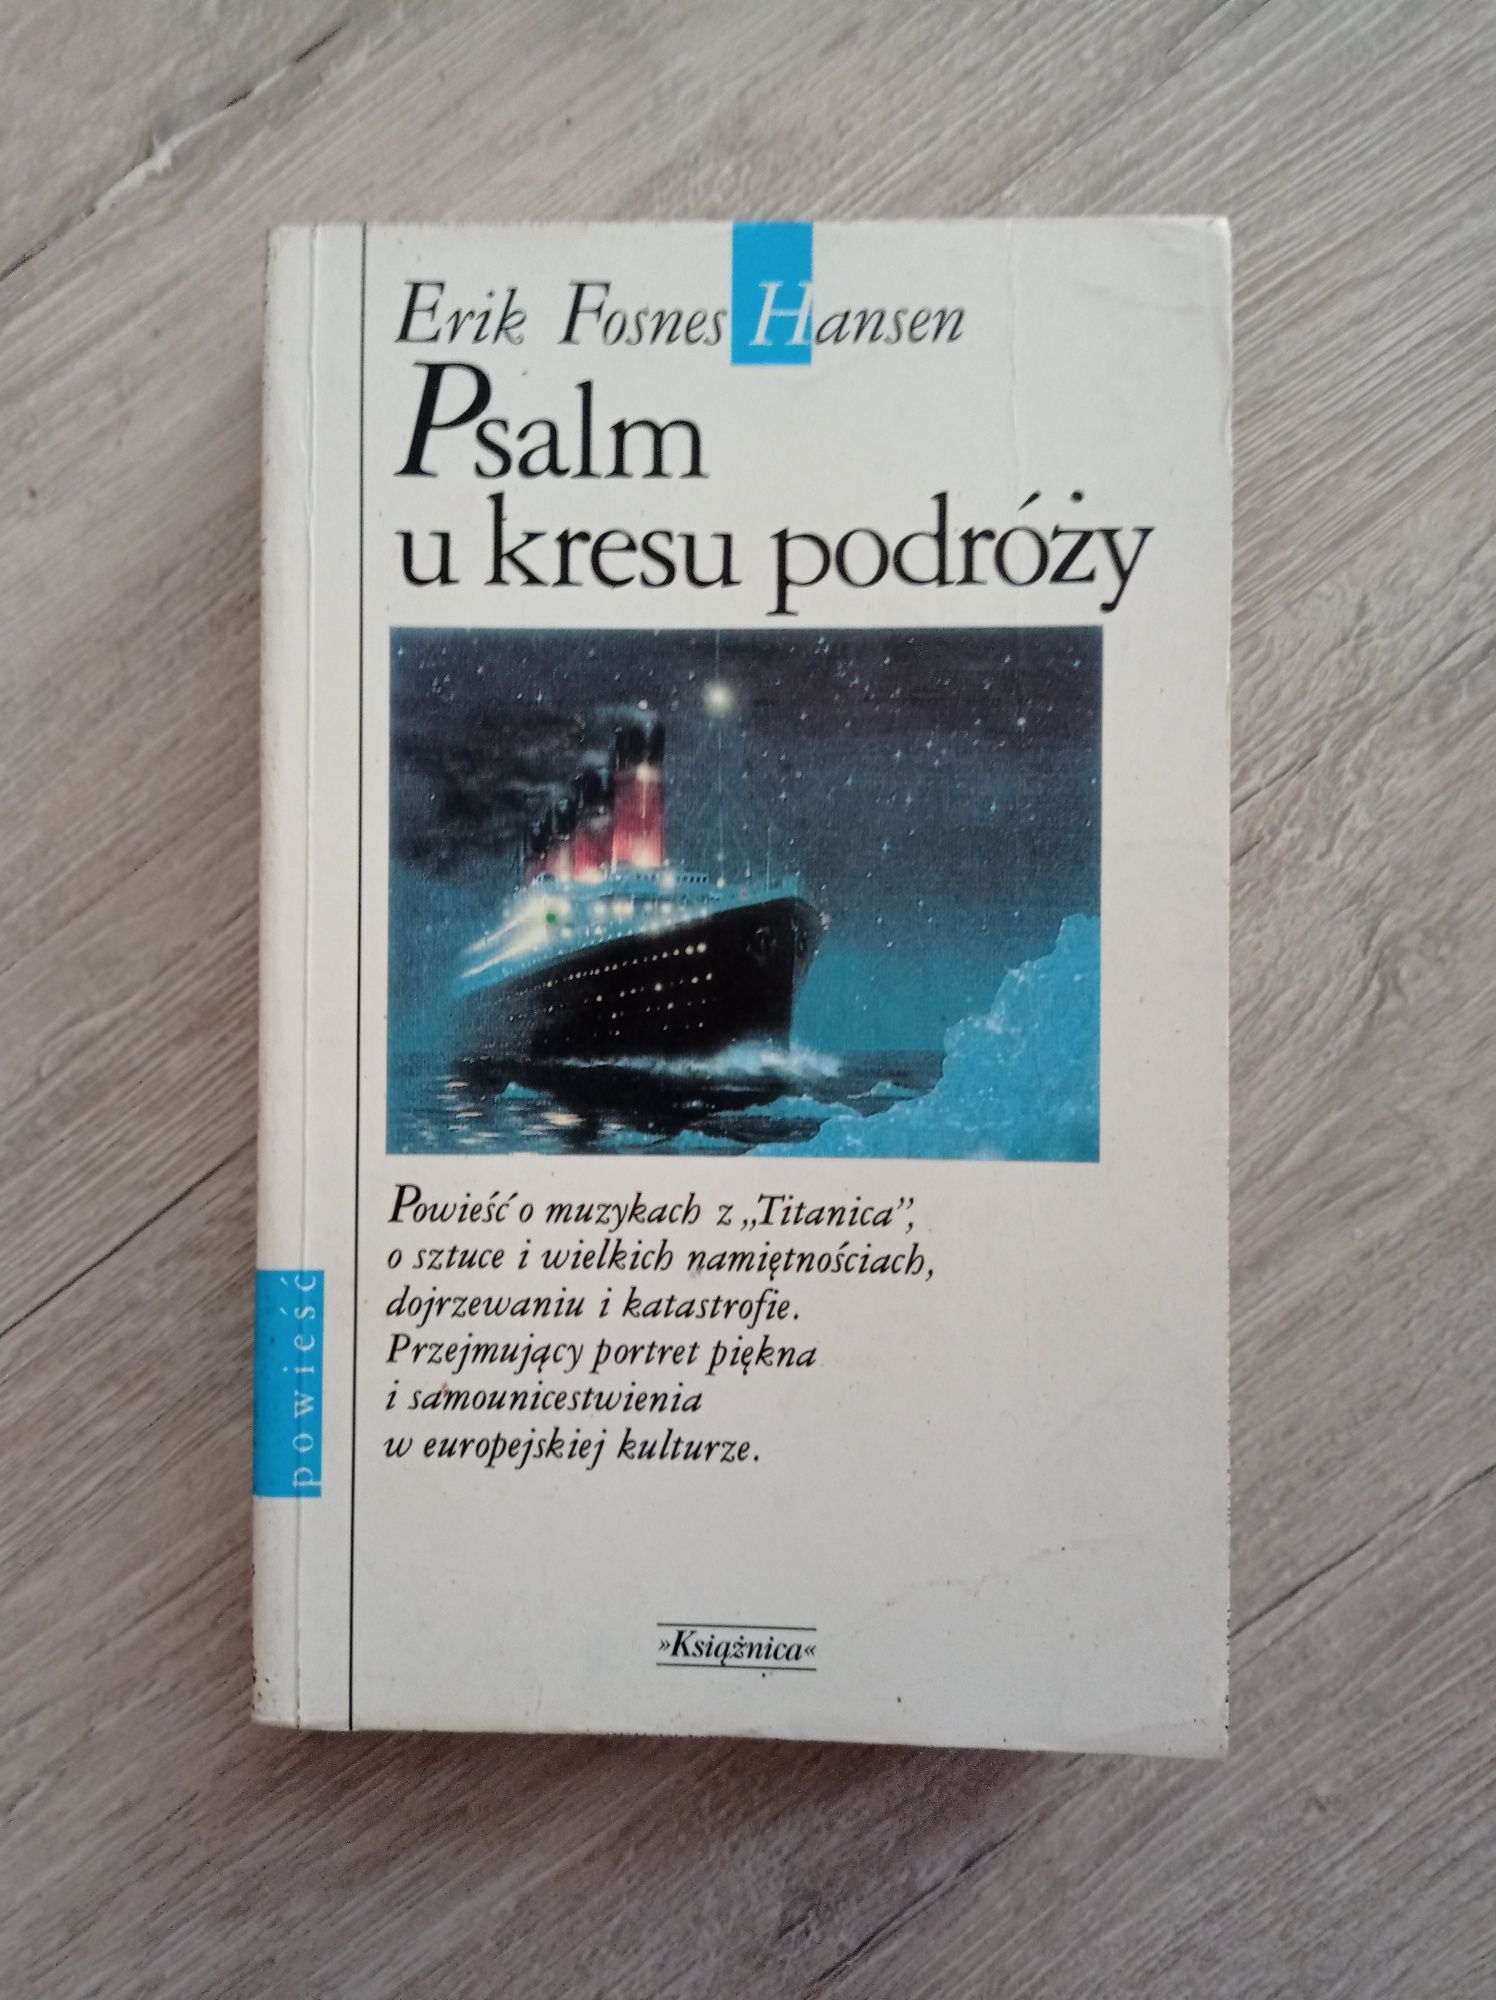 Erik Fosnes Hansen
Psalm
u kresu podróży
Powieść o muzykach z „Titanica”,
o sztuce i wielkich namiętnościach,
dojrzewaniu i katastrofie.
Przejmujący portret piękna
i samounicestwienia
w europejskiej kulturze.
powieść
»Książnica«